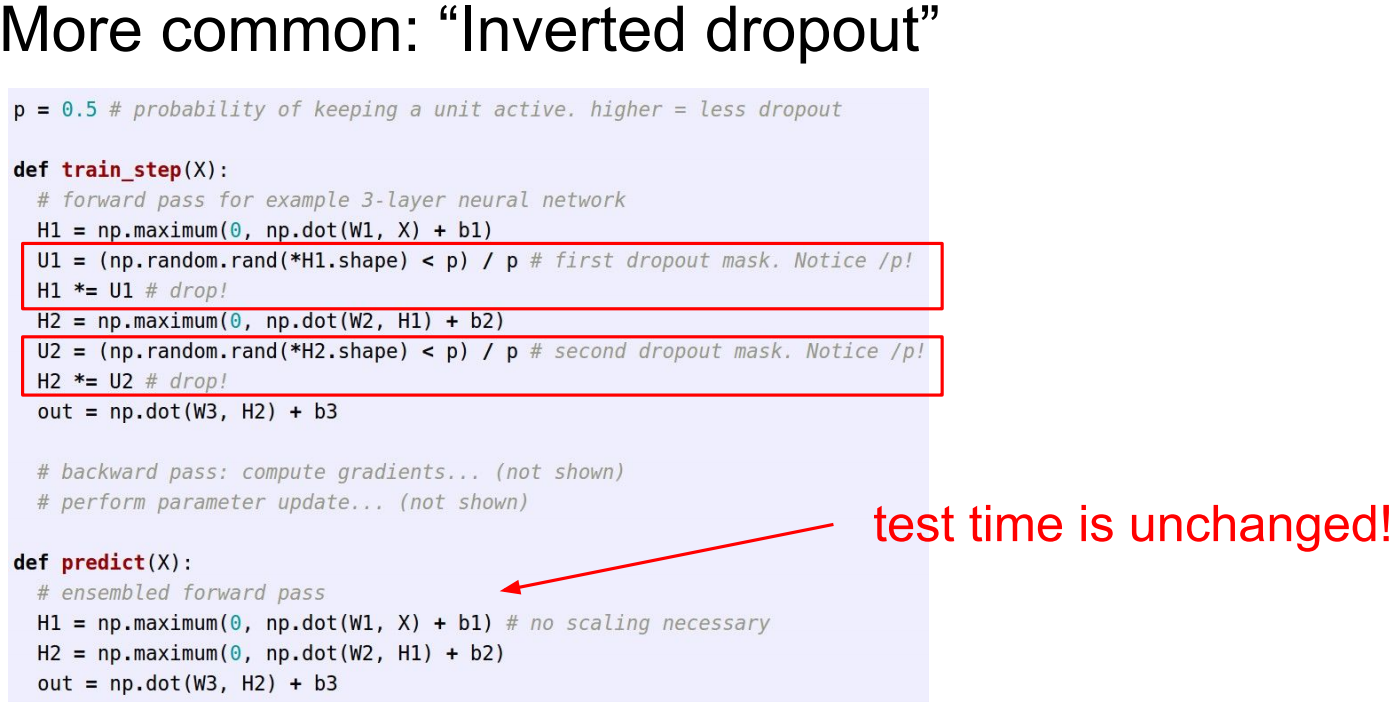 More common: “Inverted dropout”
p = 0.5 # probability of keeping a unit active. higher = less dropout
def train_step(X):
# forward pass for example 3-layer neural network
H1 = np.maximum(0, np.dot(W1, X) + b1)
U1 = (np.random.rand(*H1.shape) < p) / p # first dropout mask. Notice /p!
H1 *= U1 # drop!
H2 = np.maximum(0, np.dot(W2, H1) + b2)
U2 = (np.random.rand(*H2.shape) < p) / p # second dropout mask. Notice /p!
H2 *= U2 # drop!
out = np.dot(W3, H2) + b3
# backward pass: compute gradients... (not shown)
# perform parameter update... (not shown)
test time is unchanged!
def predict(X):
# ensembled forward pass
H1 = np.maximum(0, np.dot(W1, X) + b1) # no scaling necessary
H2 = np.maximum(0, np.dot(W2, H1) + b2)
out = np.dot(W3, H2) + b3